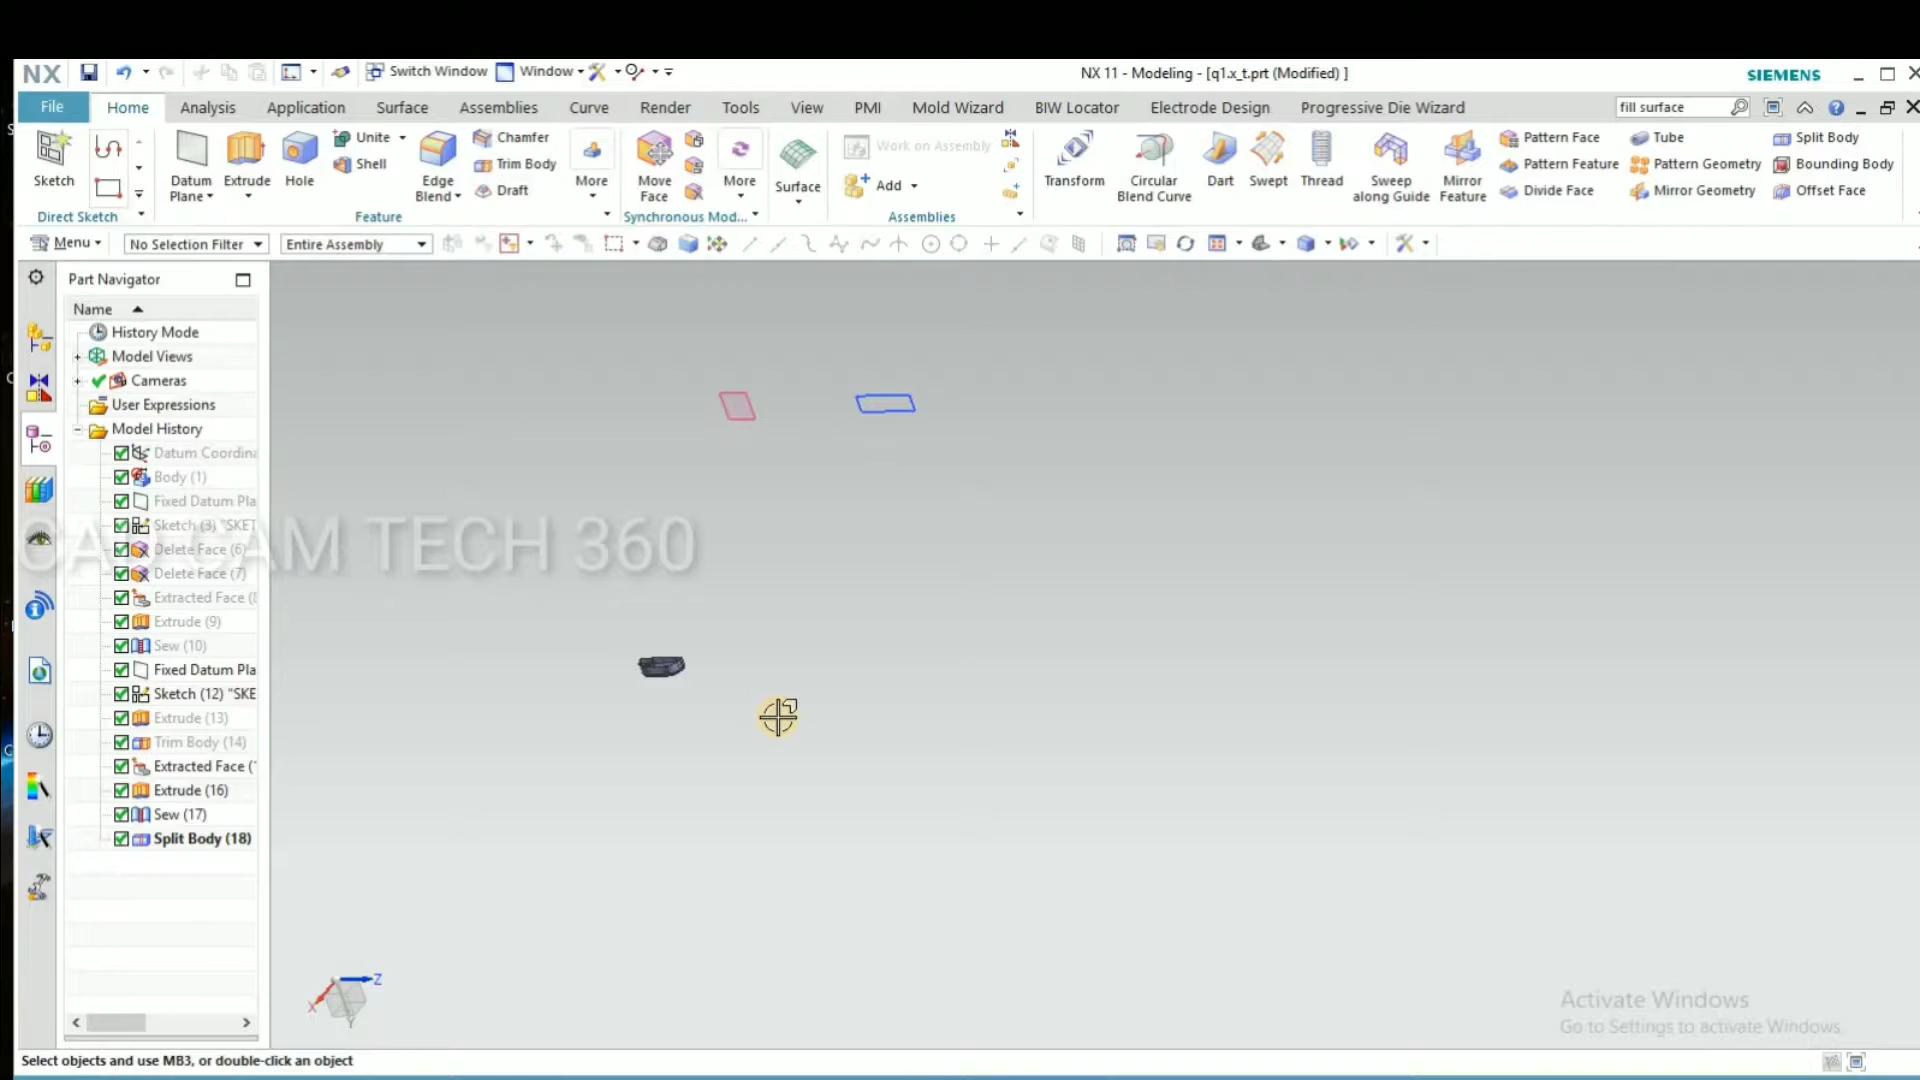 NX
Switch Window
Window
NX 11 - Modeling - [q1.x_t.prt (Modified) ]
SIEMENS
File
Home
Analysis
Application
Surface
Assemblies
Curve
Render
Tools
View
PMI
Mold Wizard
BIW Locator
Electrode Design
Progressive Die Wizard
fill surface
Sketch
Direct Sketch
Datum
Plane
Extrude
Hole
Unite
Shell
Edge
Blend
Chamfer
Trim Body
Draft
More
Feature
Move
Face
More
Synchronous Mod...
Surface
Work on Assembly
Add
Assemblies
Transform
Circular
Blend Curve
Dart
Swept
Thread
Sweep
along Guide
Mirror
Feature
Pattern Face
Pattern Feature
Divide Face
Tube
Pattern Geometry
Mirror Geometry
Split Body
Bounding Body
Offset Face
Menu
No Selection Filter
Entire Assembly
Part Navigator
Name
History Mode
Model Views
Cameras
User Expressions
Model History
Datum Coordina
Body (1)
Fixed Datum Pla
Sketch (3) "SKET
Delete Face (6)
Delete Face (7)
Extracted Face (8
Extrude (9)
Sew (10)
Fixed Datum Pla
Sketch (12) "SKE
Extrude (13)
Trim Body (14)
Extracted Face (
Extrude (16)
Sew (17)
Split Body (18)
CAD CAM TECH 360
X
Y
Z
Activate Windows
Go to Settings to activate Windows.
Select objects and use MB3, or double-click an object